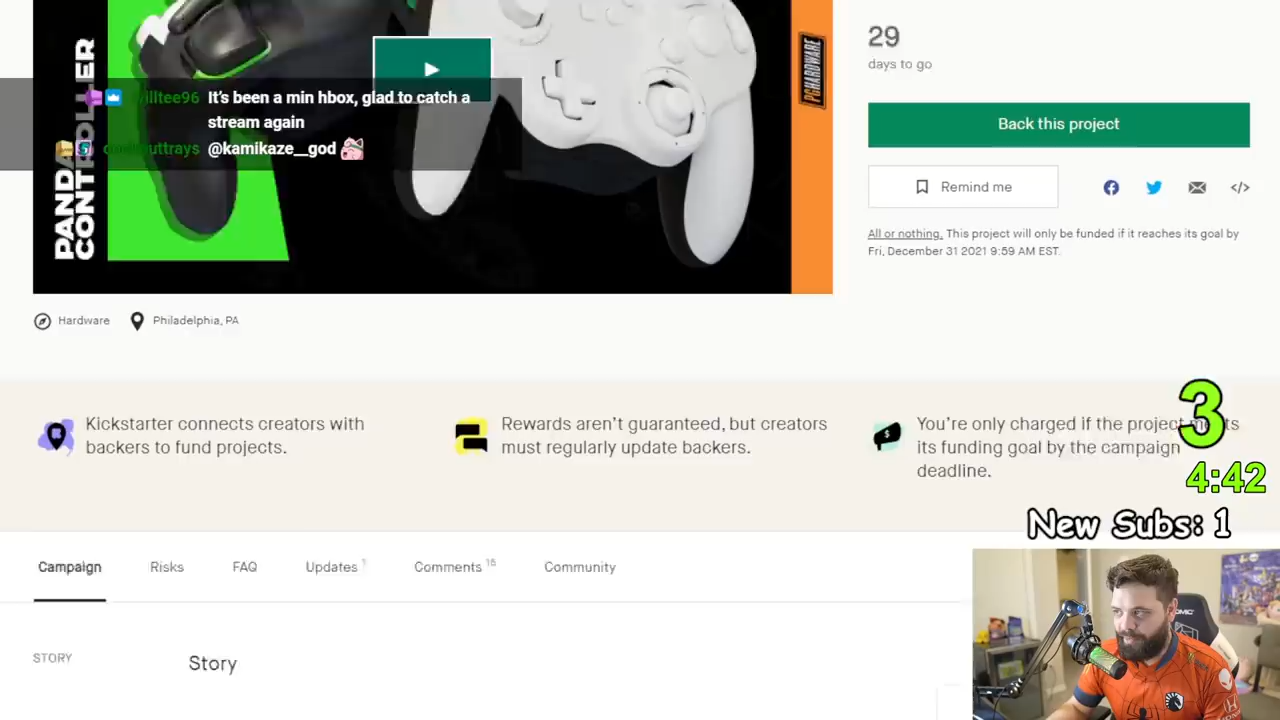 PANDA
CONTROLLER
PGHARDWARE
29
days to go
Back this project
Remind me
All or nothing. This project will only be funded if it reaches its goal by
Fri, December 31 2021 9:59 AM EST.
It's been a min hbox, glad to catch a
stream again
@kamikaze__god
Hardware
Philadelphia, PA
Kickstarter connects creators with
backers to fund projects.
Rewards aren't guaranteed, but creators
must regularly update backers.
You're only charged if the project
its funding goal by the campaign
deadline.
3
4:42
New Subs: 1
Campaign
Risks
FAQ
Updates 1
Comments
Community
STORY
Story